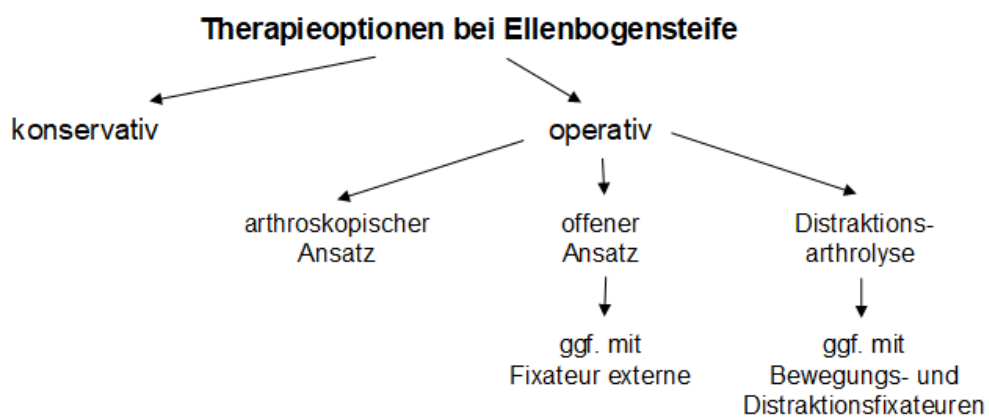 Therapieoptionen bei Ellenbogensteife
konservativ
operativ
arthroskopischer
Ansatz
offener
Ansatz
Distraktions-
arthrolyse
ggf. mit
Fixateur externe
ggf. mit
Bewegungs- und
Distraktionsfixateuren